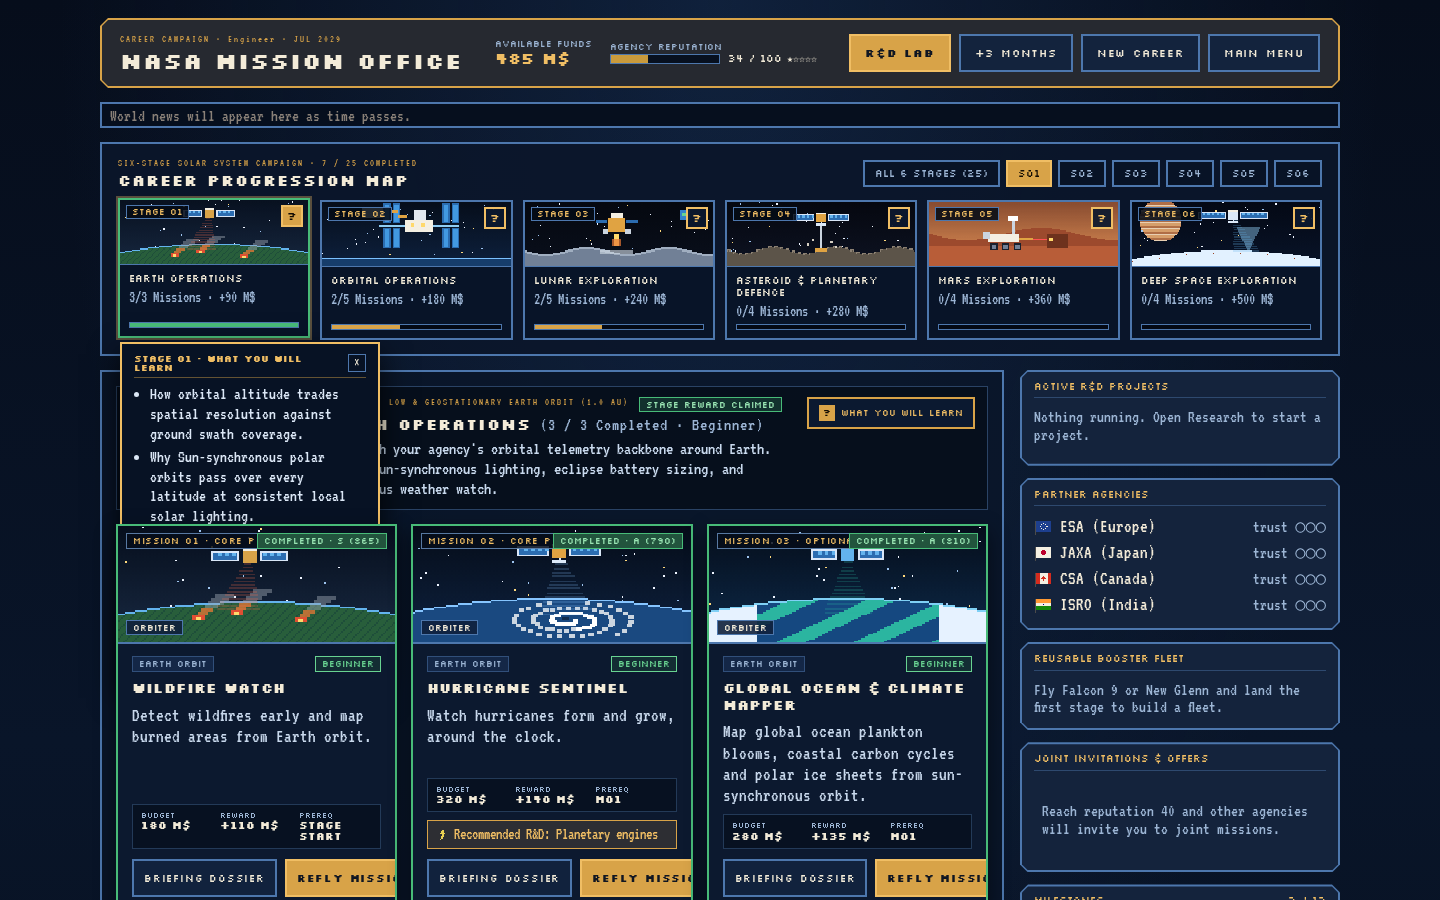 CAREER CAMPAIGN · Engineer · JUL 2029
NASA MISSION OFFICE
AVAILABLE FUNDS
485 M$
AGENCY REPUTATION
34 / 100 ★☆☆☆☆
R&D LAB
+3 MONTHS
NEW CAREER
MAIN MENU
World news will appear here as time passes.
SIX-STAGE SOLAR SYSTEM CAMPAIGN · 7 / 25 COMPLETED
CAREER PROGRESSION MAP
ALL 6 STAGES (25)
S01
S02
S03
S04
S05
S06
STAGE 01
?
EARTH OPERATIONS
3/3 Missions · +90 M$
STAGE 02
?
ORBITAL OPERATIONS
2/5 Missions · +180 M$
STAGE 03
?
LUNAR EXPLORATION
2/5 Missions · +240 M$
STAGE 04
?
ASTEROID & PLANETARY
DEFENCE
0/4 Missions · +280 M$
STAGE 05
?
MARS EXPLORATION
0/4 Missions · +360 M$
STAGE 06
?
DEEP SPACE EXPLORATION
0/4 Missions · +500 M$
STAGE 01 · WHAT YOU WILL
LEARN
X
• How orbital altitude trades
spatial resolution against
ground swath coverage.
• Why Sun-synchronous polar
orbits pass over every
latitude at consistent local
solar lighting.
LOW & GEOSTATIONARY EARTH ORBIT (1.0 AU)
STAGE REWARD CLAIMED
H OPERATIONS (3 / 3 Completed · Beginner)
h your agency's orbital telemetry backbone around Earth.
un-synchronous lighting, eclipse battery sizing, and
us weather watch.
? WHAT YOU WILL LEARN
MISSION 01 · CORE P
COMPLETED · S (865)
ORBITER
EARTH ORBIT
BEGINNER
WILDFIRE WATCH
Detect wildfires early and map
burned areas from Earth orbit.
BUDGET
180 M$
REWARD
+110 M$
PREREQ
STAGE
START
BRIEFING DOSSIER
REFLY MISSIO
MISSION 02 · CORE P
COMPLETED · A (790)
ORBITER
EARTH ORBIT
BEGINNER
HURRICANE SENTINEL
Watch hurricanes form and grow,
around the clock.
BUDGET
320 M$
REWARD
+140 M$
PREREQ
M01
Recommended R&D: Planetary engines
BRIEFING DOSSIER
REFLY MISSIO
MISSION 03 · OPTIONA
COMPLETED · A (810)
ORBITER
EARTH ORBIT
BEGINNER
GLOBAL OCEAN & CLIMATE
MAPPER
Map global ocean plankton
blooms, coastal carbon cycles
and polar ice sheets from sun-
synchronous orbit.
BUDGET
280 M$
REWARD
+135 M$
PREREQ
M01
BRIEFING DOSSIER
REFLY MISSIO
ACTIVE R&D PROJECTS
Nothing running. Open Research to start a
project.
PARTNER AGENCIES
ESA (Europe) trust ○○○
JAXA (Japan) trust ○○○
CSA (Canada) trust ○○○
ISRO (India) trust ○○○
REUSABLE BOOSTER FLEET
Fly Falcon 9 or New Glenn and land the
first stage to build a fleet.
JOINT INVITATIONS & OFFERS
Reach reputation 40 and other agencies
will invite you to joint missions.